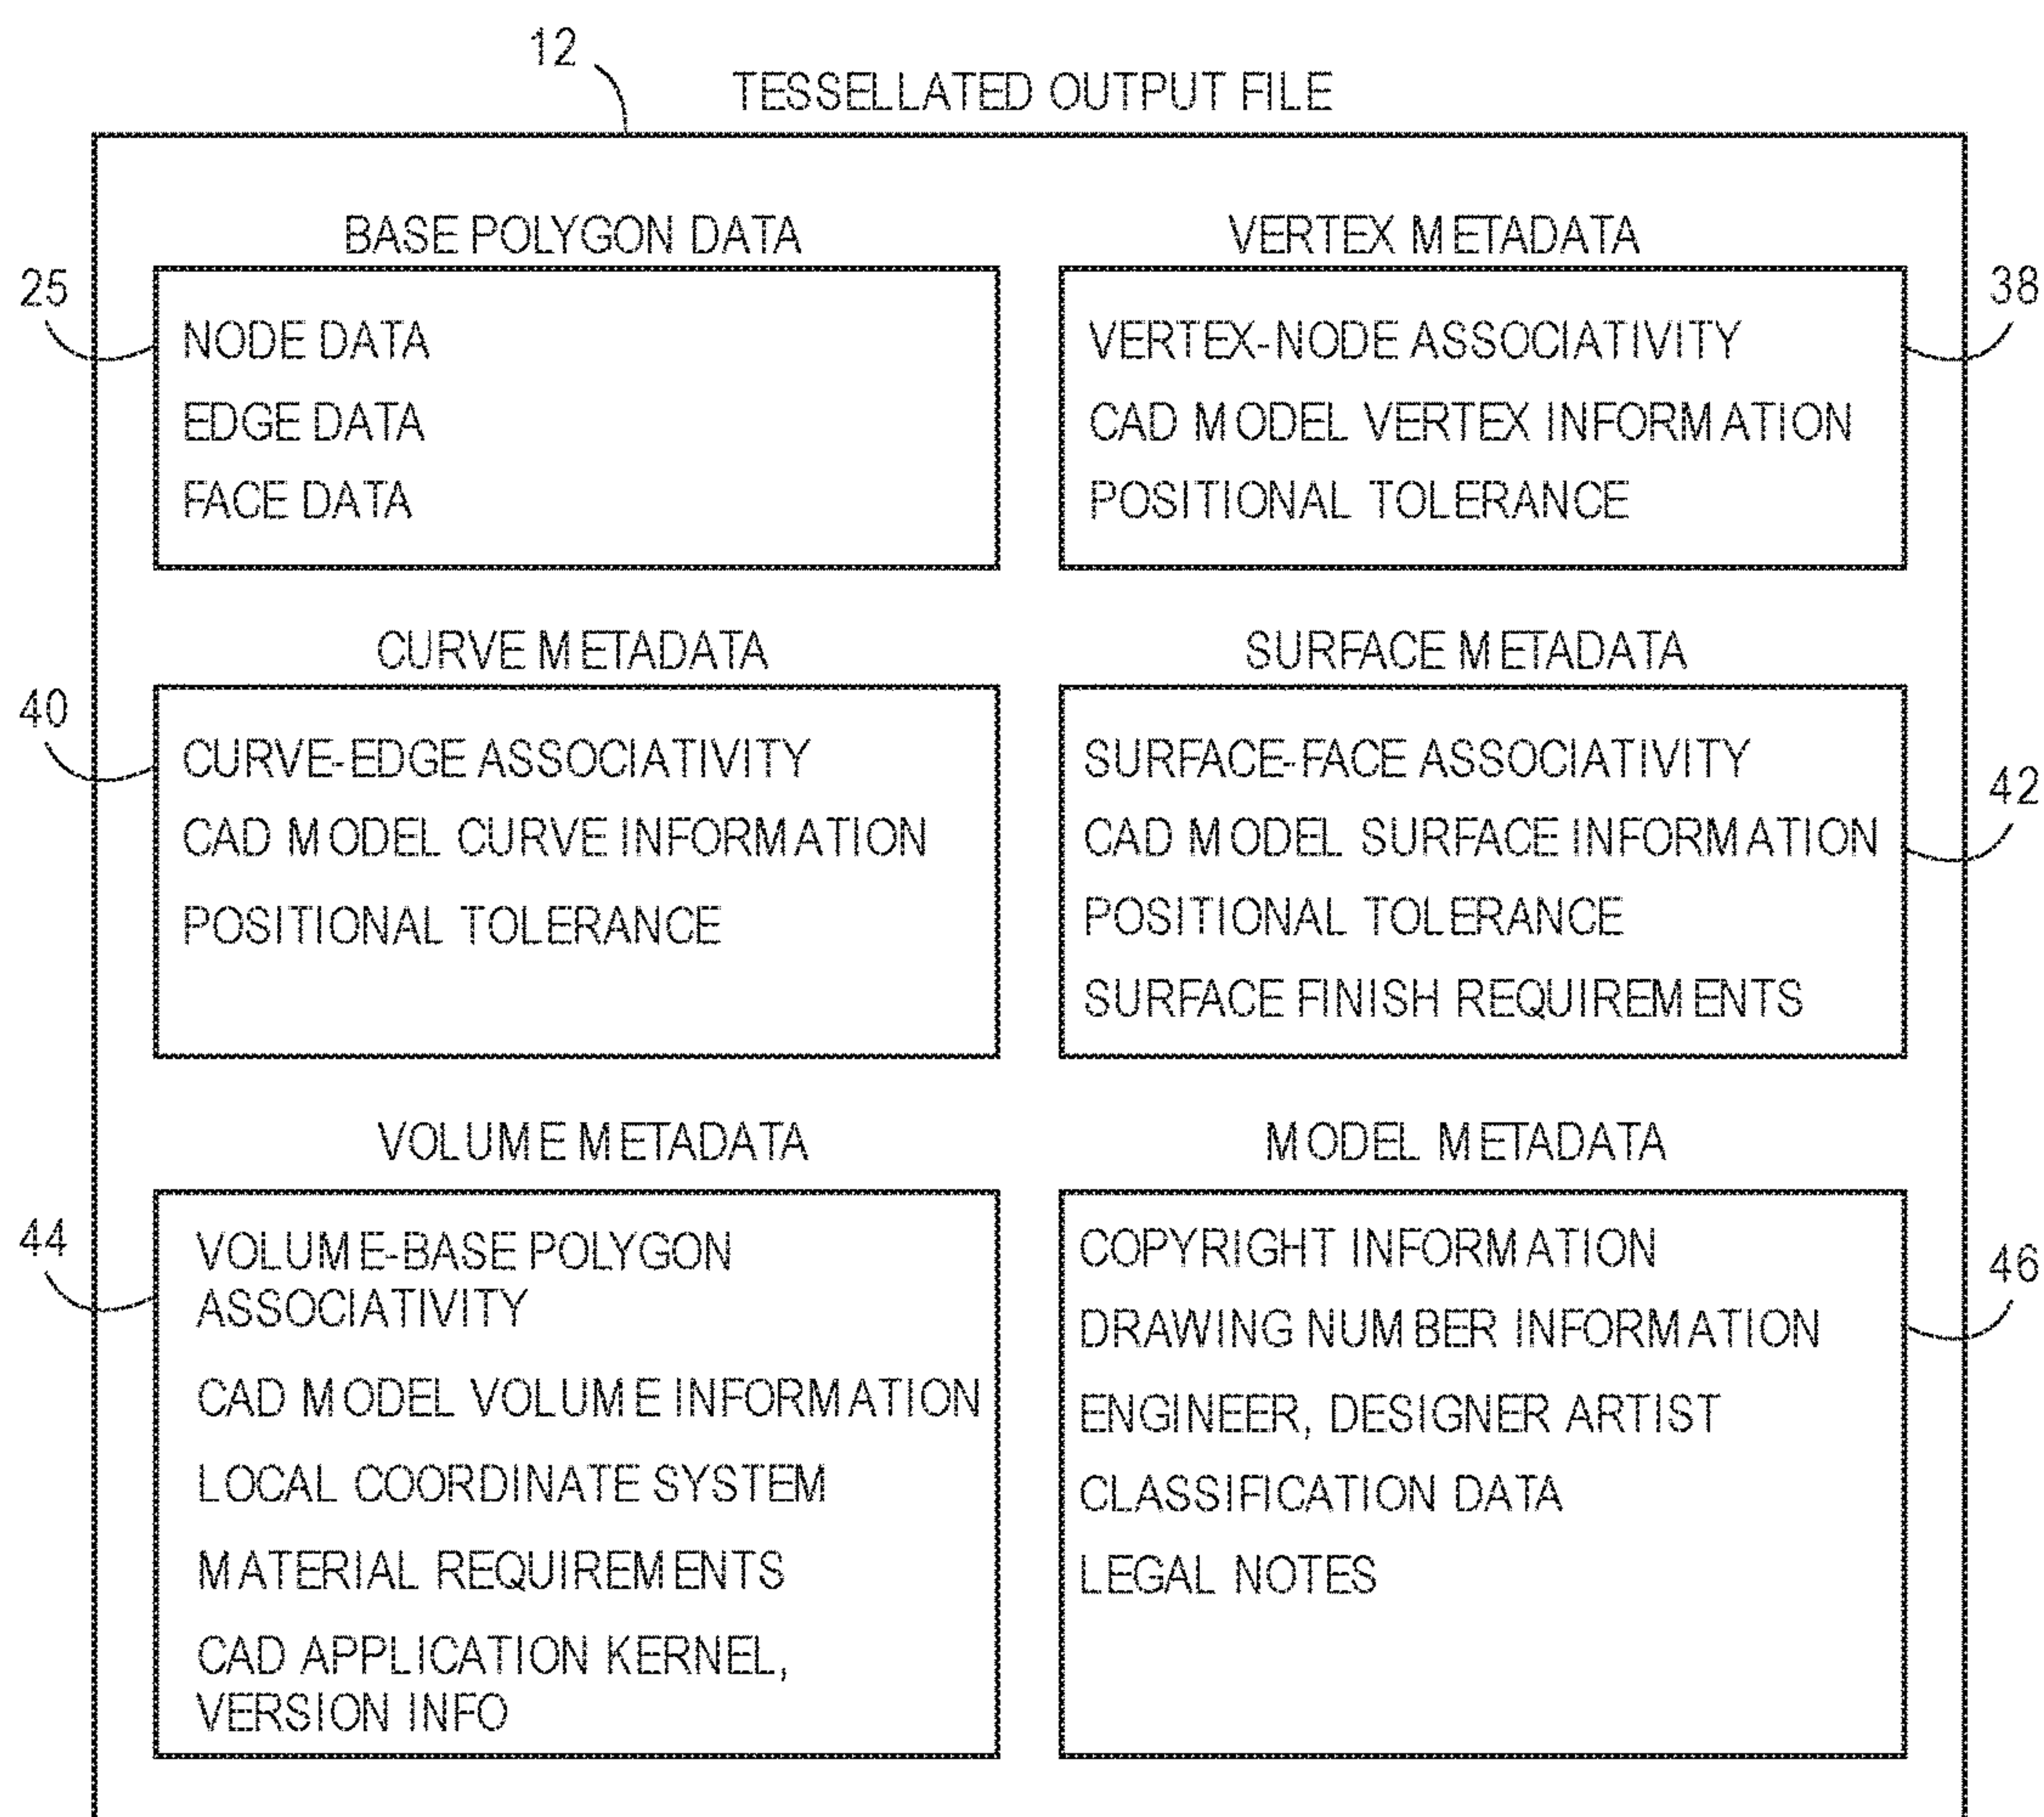 12
TESSELLATED OUTPUT FILE
BASE POLYGON DATA
25
NODE DATA
EDGE DATA
FACE DATA
VERTEX METADATA
38
VERTEX-NODE ASSOCIATIVITY
CAD MODEL VERTEX INFORMATION
POSITIONAL TOLERANCE
CURVE METADATA
40
CURVE-EDGE ASSOCIATIVITY
CAD MODEL CURVE INFORMATION
POSITIONAL TOLERANCE
SURFACE METADATA
42
SURFACE-FACE ASSOCIATIVITY
CAD MODEL SURFACE INFORMATION
POSITIONAL TOLERANCE
SURFACE FINISH REQUIREMENTS
VOLUME METADATA
44
VOLUME-BASE POLYGON
ASSOCIATIVITY
CAD MODEL VOLUME INFORMATION
LOCAL COORDINATE SYSTEM
MATERIAL REQUIREMENTS
CAD APPLICATION KERNEL,
VERSION INFO
MODEL METADATA
46
COPYRIGHT INFORMATION
DRAWING NUMBER INFORMATION
ENGINEER, DESIGNER ARTIST
CLASSIFICATION DATA
LEGAL NOTES